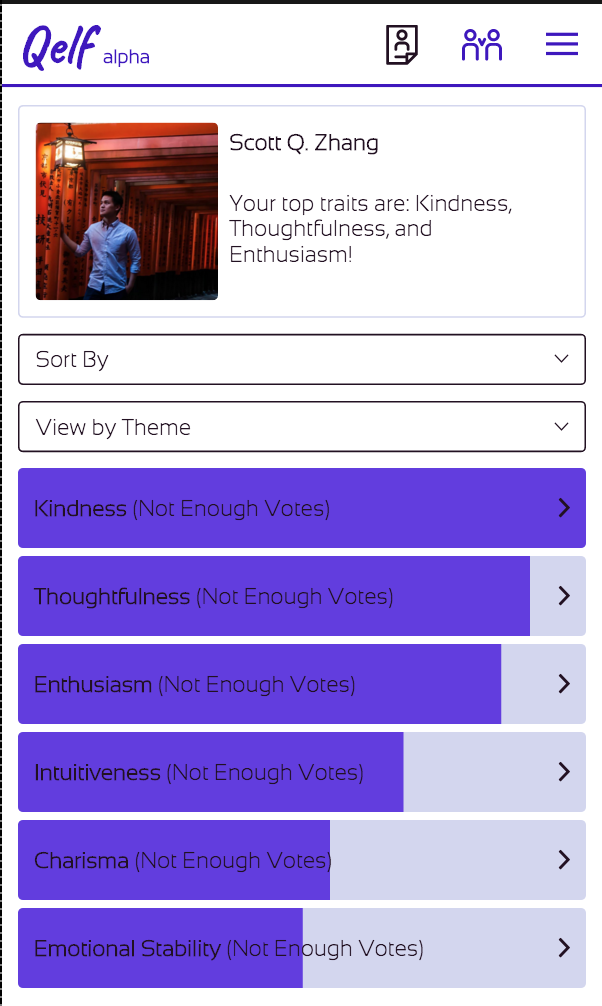 Qelf alpha
Scott Q. Zhang
Your top traits are: Kindness,
Thoughtfulness, and
Enthusiasm!
Sort By
View by Theme
Kindness (Not Enough Votes)
Thoughtfulness (Not Enough Votes)
Enthusiasm (Not Enough Votes)
Intuitiveness (Not Enough Votes)
Charisma (Not Enough Votes)
Emotional Stability (Not Enough Votes)